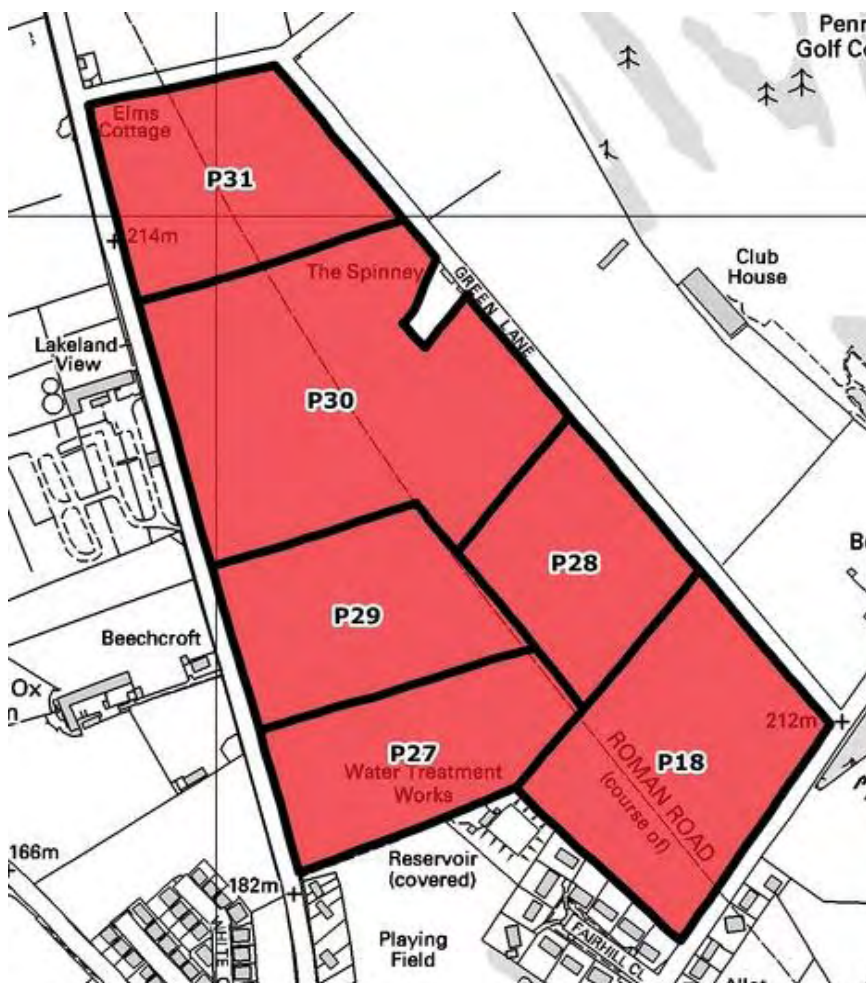 Penr
Golf Co
Elms
Cottage
P31
214m
The Spinney
GREEN LANE
Club
House
Lakeland
View
P30
P28
P29
Beechcroft
Ox
212m
ROMAN ROAD
(course of)
P18
P27
Water Treatment
Works
166m
182m
Reservoir
(covered)
WHITE
Playing
Field
FAIRHILL CL
Allot